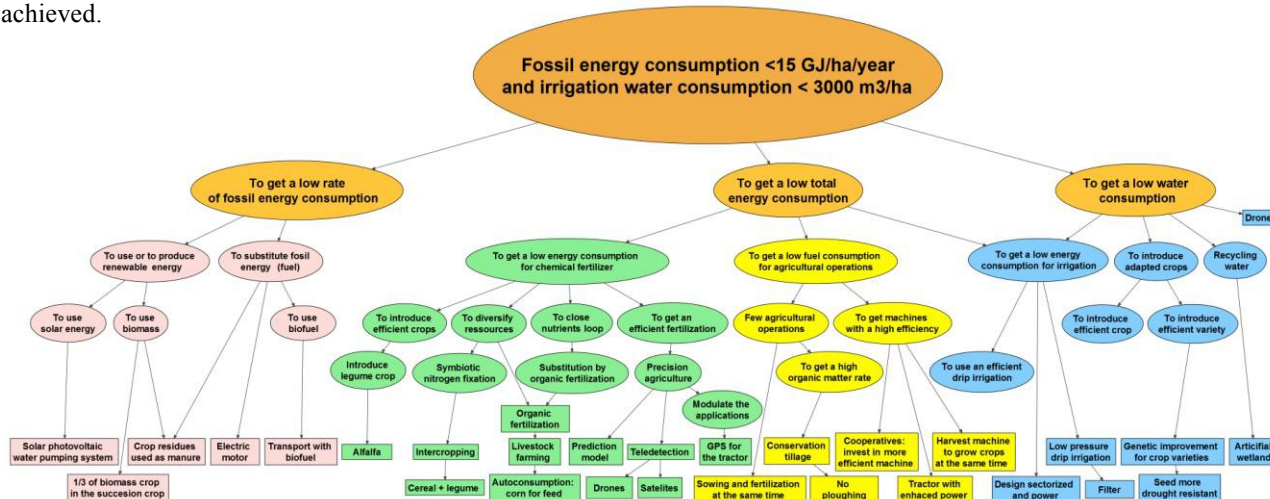 achieved.
Fossil energy consumption <15 GJ/ha/year
and irrigation water consumption < 3000 m3/ha
To get a low rate
of fossil energy consumption
To get a low total
energy consumption
To get a low water
consumption
Drone
To use or to produce
renewable energy
To substitute fosil
energy (fuel)
To get a low energy consumption
for chemical fertilizer
To get a low fuel consumption
for agricultural operations
To get a low energy
consumption for irrigation
To introduce
adapted crops
Recycling
water
To use
solar energy
To use
biomass
To use
biofuel
To introduce
efficient crops
To diversify
ressources
To close
nutrients loop
To get an
efficient fertilization
Few agricultural
operations
To get machines
with a high efficiency
To introduce
efficient crop
To introduce
efficient variety
Introduce
legume crop
Symbiotic
nitrogen fixation
Substitution by
organic fertilization
Precision
agriculture
To get a high
organic matter rate
To use an efficient
drip irrigation
Modulate the
applications
Organic
fertilization
Solar photovoltaic
water pumping system
Crop residues
used as manure
Electric
motor
Transport with
biofuel
Alfalfa
Intercropping
Livestock
farming
Prediction
model
Teledetection
GPS for
the tractor
Conservation
tillage
Cooperatives:
invest in more
efficient machine
Harvest machine
to grow crops
at the same time
Low pressure
drip irrigation
Genetic improvement
for crop varieties
Articifial
wetland
1/3 of biomass crop
in the succesion crop
Cereal + legume
Autoconsumption:
corn for feed
Drones
Satelites
Sowing and fertilization
at the same time
No
ploughing
Tractor with
enhaced power
Design sectorized
and power
Filter
Seed more
drought resistant